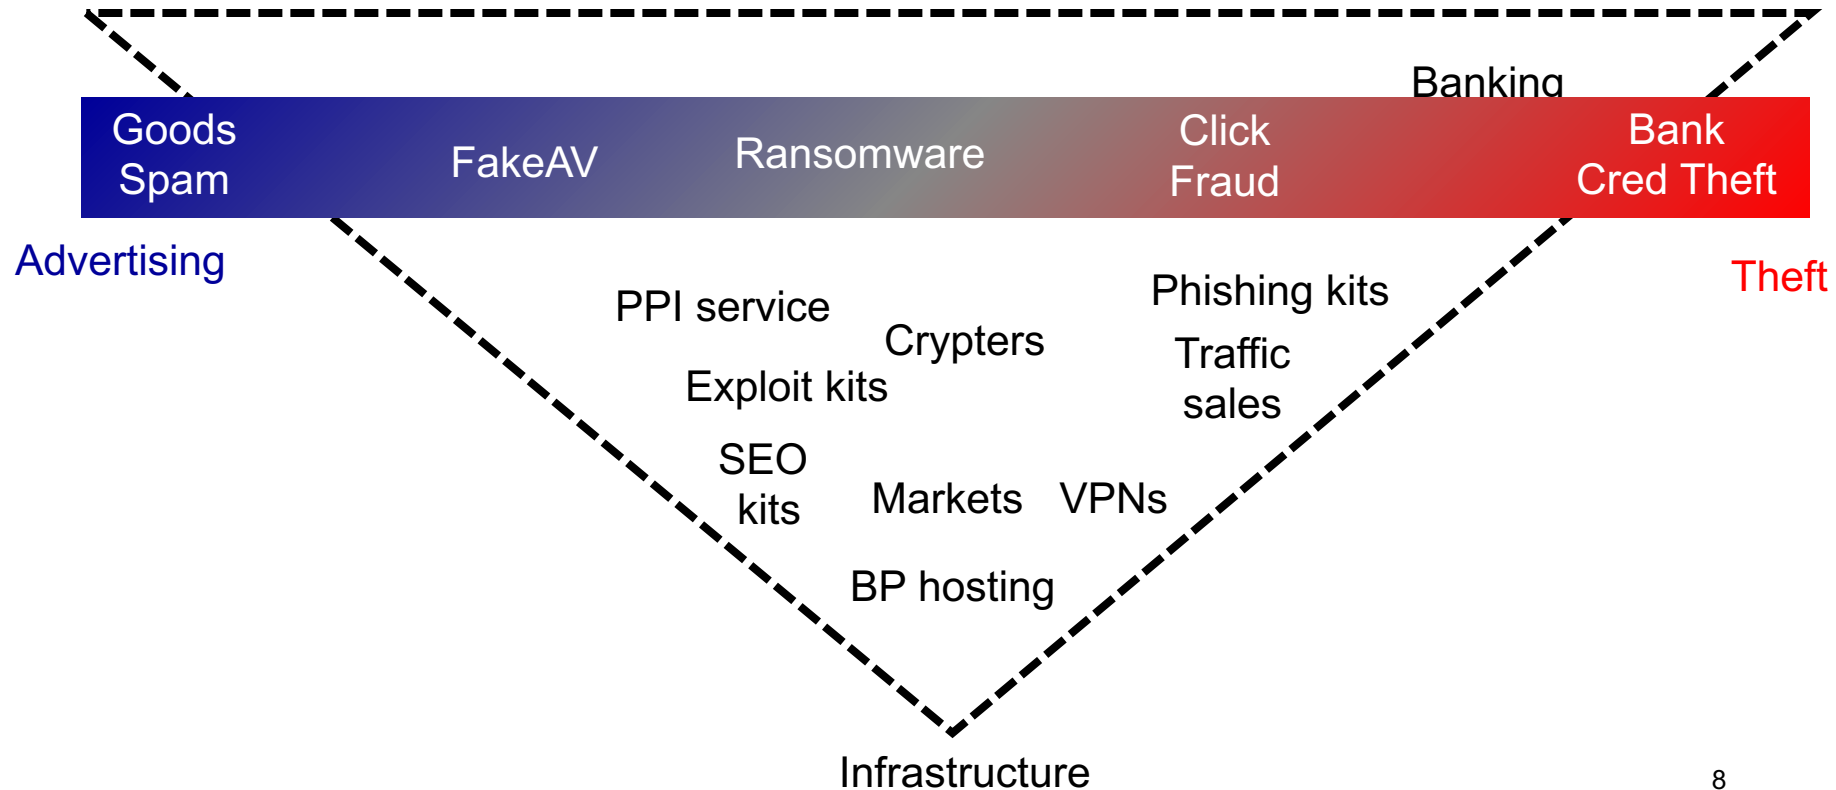 Banking
Goods
Spam
FakeAV
Ransomware
Click
Fraud
Bank
Cred Theft
Advertising
Theft
PPI service
Phishing kits
Crypters
Traffic
sales
Exploit kits
SEO
kits
Markets
VPNs
BP hosting
Infrastructure
8